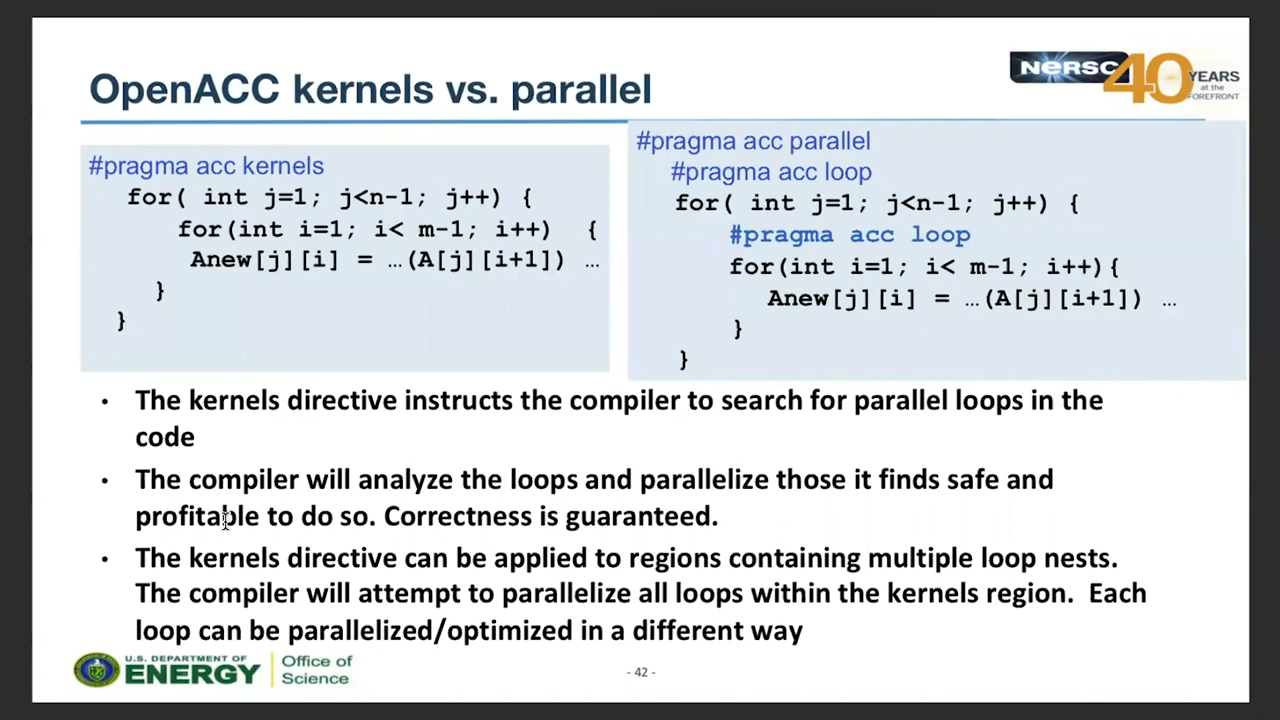 OpenACC kernels vs. parallel
NERSC 40 YEARS
at the
FOREFRONT
#pragma acc kernels
for( int j=1; j<n-1; j++) {
for(int i=1; i< m-1; i++) {
Anew[j][i] = …(A[j][i+1]) …
}
}
#pragma acc parallel
#pragma acc loop
for( int j=1; j<n-1; j++) {
#pragma acc loop
for(int i=1; i< m-1; i++){
Anew[j][i] = …(A[j][i+1]) …
}
}
• The kernels directive instructs the compiler to search for parallel loops in the
code
• The compiler will analyze the loops and parallelize those it finds safe and
profitable to do so. Correctness is guaranteed.
• The kernels directive can be applied to regions containing multiple loop nests.
The compiler will attempt to parallelize all loops within the kernels region. Each
loop can be parallelized/optimized in a different way
U.S. DEPARTMENT OF
ENERGY
Office of
Science
- 42 -